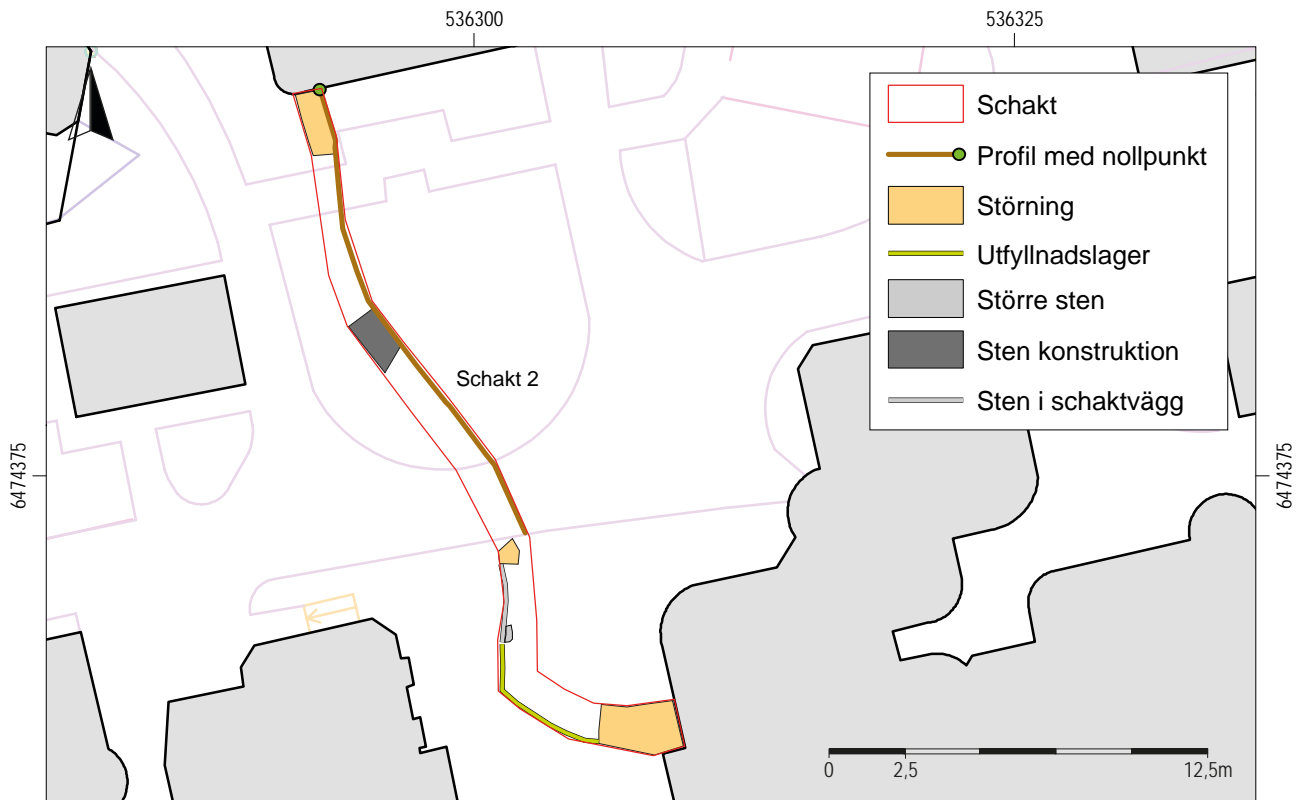 536300
536325
Schakt
Profil med nollpunkt
Störning
Utfyllnadslager
Större sten
Sten konstruktion
Sten i schaktvägg
Schakt 2
6474375
6474375
0
2,5
12,5m